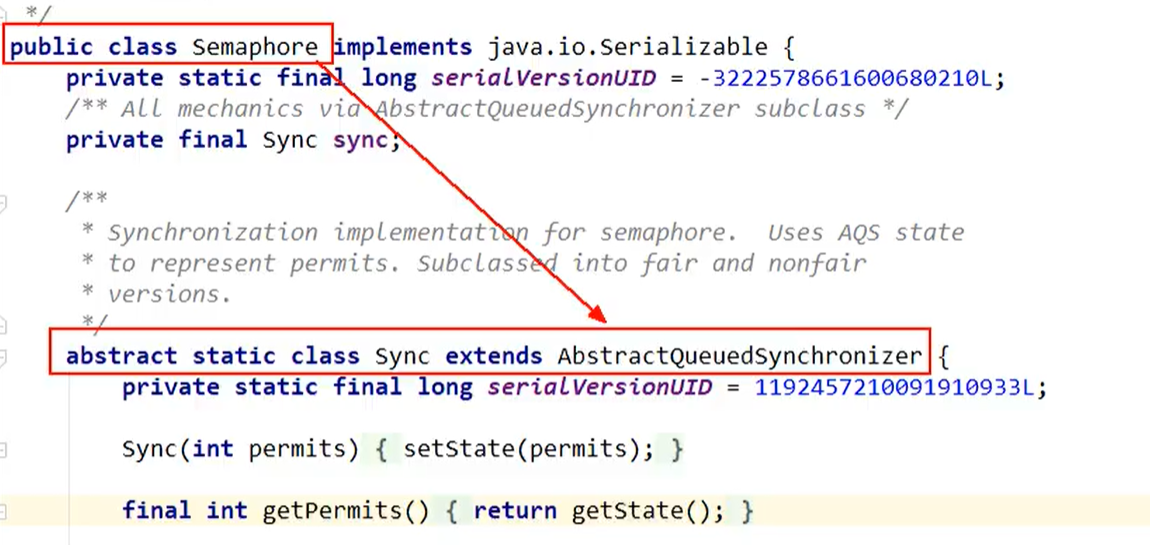 */
public class Semaphore implements java.io.Serializable {
private static final long serialVersionUID = -3222578661600680210L;
/** All mechanics via AbstractQueuedSynchronizer subclass */
private final Sync sync;
/**
* Synchronization implementation for semaphore.  Uses AQS state
* to represent permits. Subclassed into fair and nonfair
* versions.
*/
abstract static class Sync extends AbstractQueuedSynchronizer {
private static final long serialVersionUID = 1192457210091910933L;
Sync(int permits) { setState(permits); }
final int getPermits() { return getState(); }